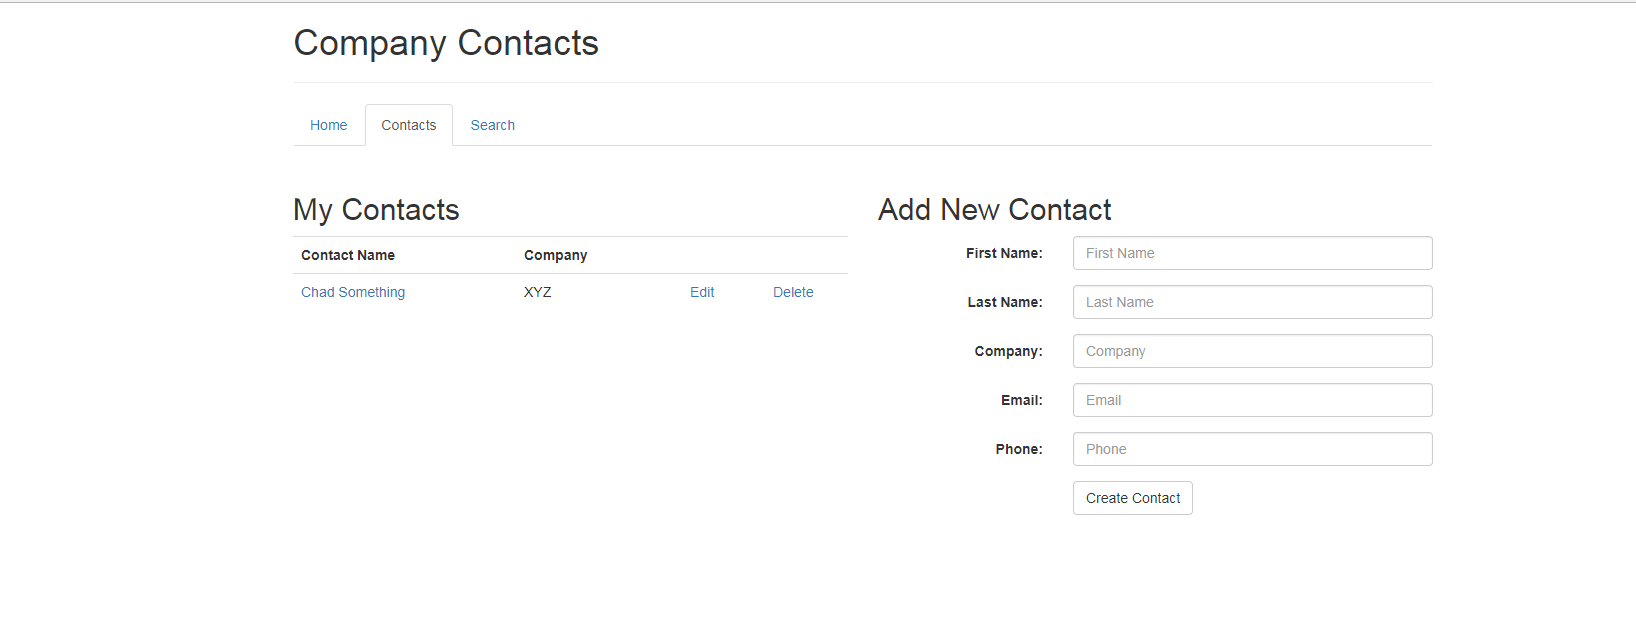 Company Contacts
Home Contacts Search
My Contacts
Contact Name Company
Chad Something XYZ Edit Delete
Add New Contact
First Name: First Name
Last Name: Last Name
Company: Company
Email: Email
Phone: Phone
Create Contact